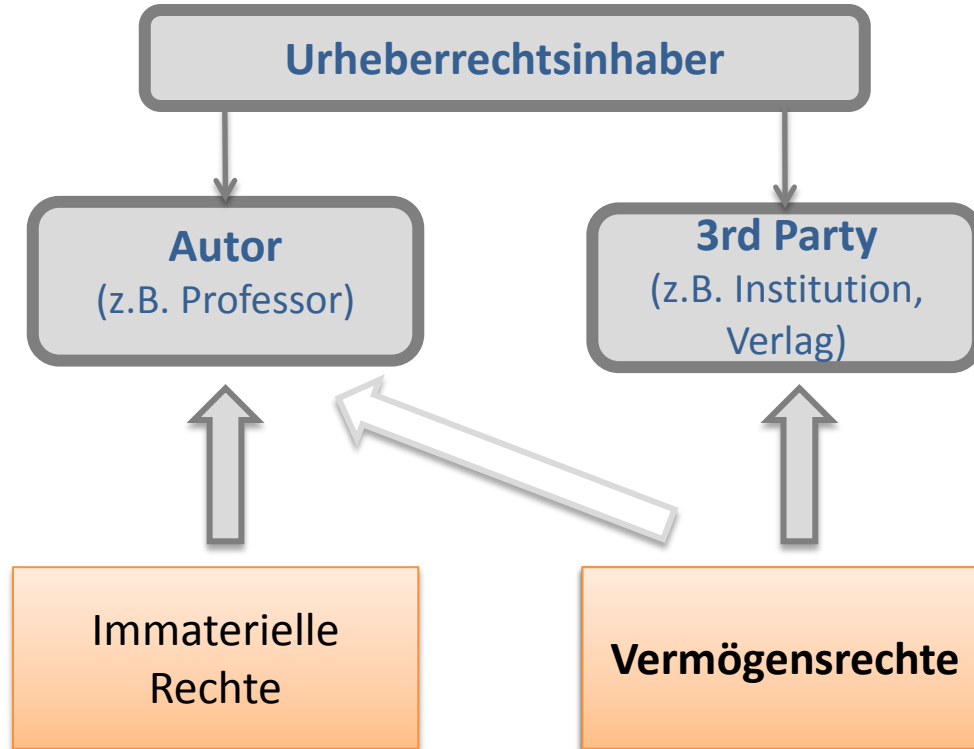 Urheberrechtsinhaber
Autor
(z.B. Professor)
3rd Party
(z.B. Institution,
Verlag)
Immaterielle
Rechte
Vermögensrechte